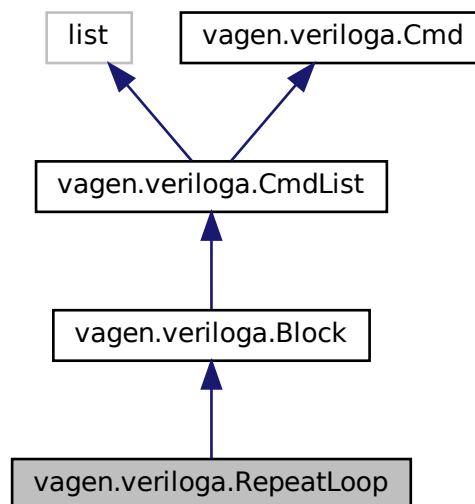 list
vagen.veriloga.Cmd
vagen.veriloga.CmdList
vagen.veriloga.Block
vagen.veriloga.RepeatLoop